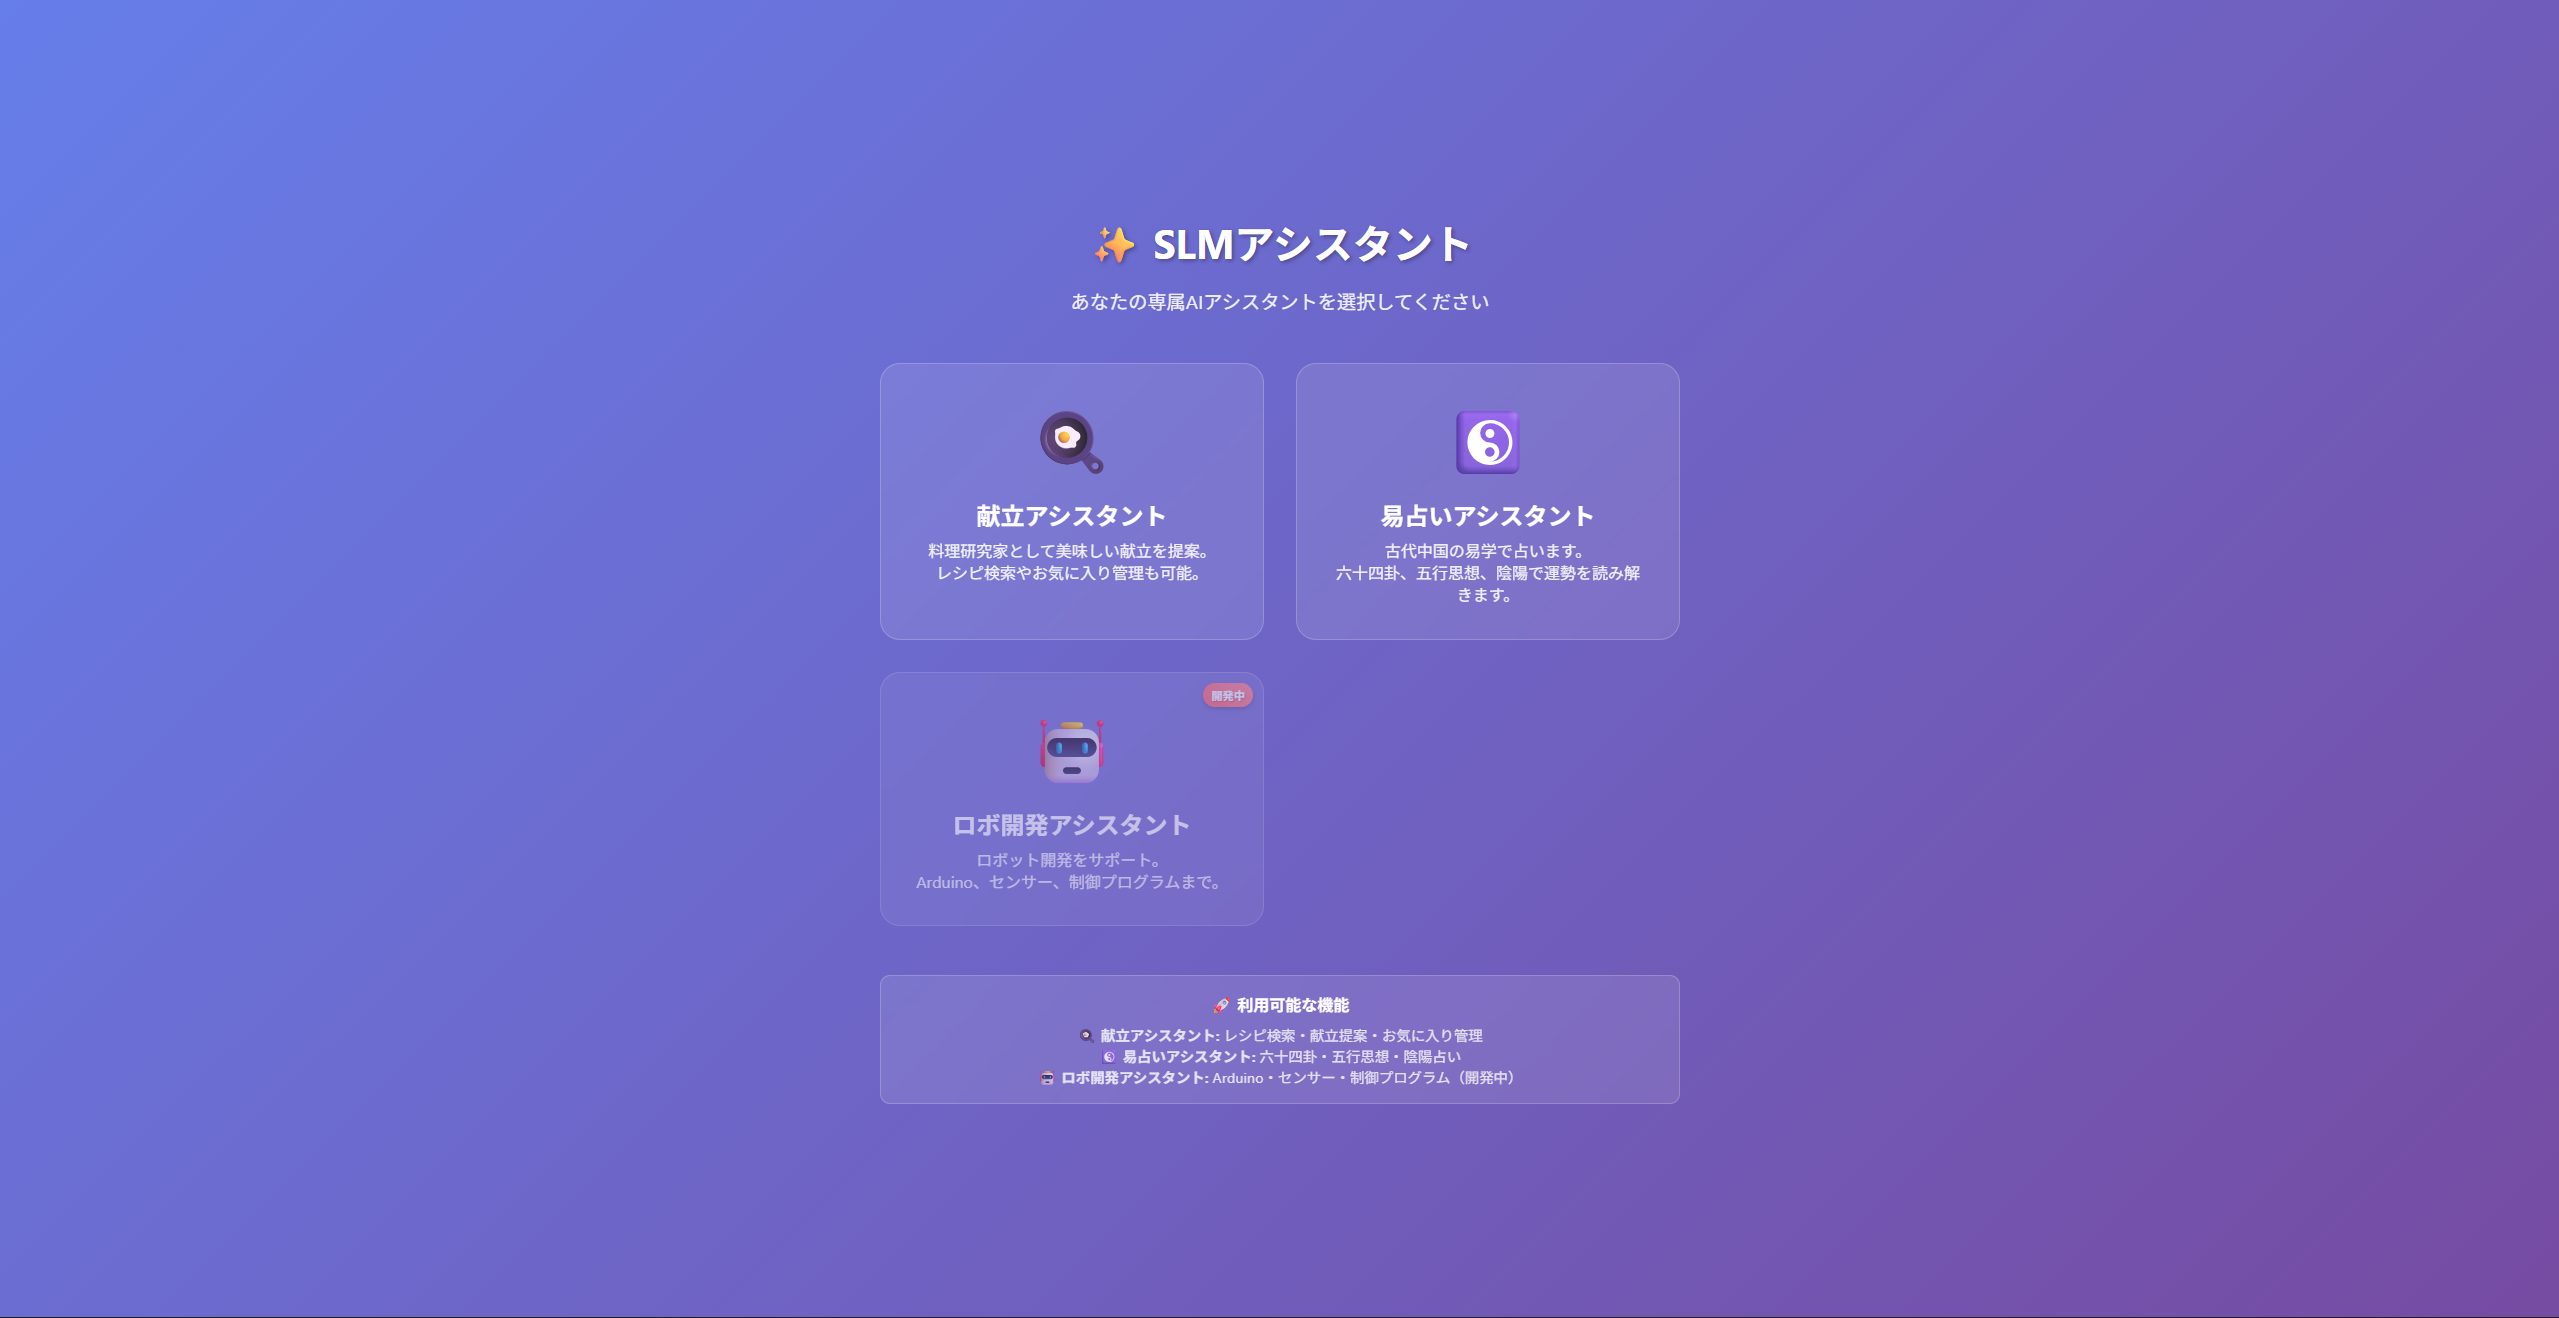 ✨ SLMアシスタント
あなたの専属AIアシスタントを選択してください
献立アシスタント
料理研究家として美味しい献立を提案。
レシピ検索やお気に入り管理も可能。
易占いアシスタント
古代中国の易学で占います。
六十四卦、五行思想、陰陽で運勢を読み解
きます。
開発中
ロボ開発アシスタント
ロボット開発をサポート。
Arduino、センサー、制御プログラムまで。
🚀 利用可能な機能
🍳 献立アシスタント: レシピ検索・献立提案・お気に入り管理
☯️ 易占いアシスタント: 六十四卦・五行思想・陰陽占い
🤖 ロボ開発アシスタント: Arduino・センサー・制御プログラム（開発中）